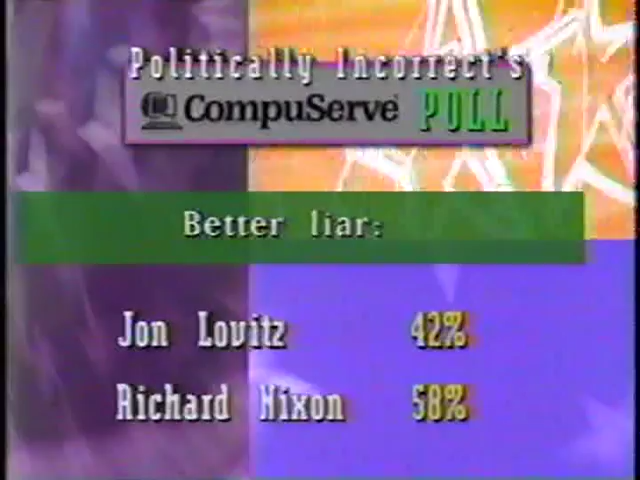 Politically Incorrect's
CompuServe POLL
Better liar:
Jon Lovitz 42%
Richard Nixon 58%